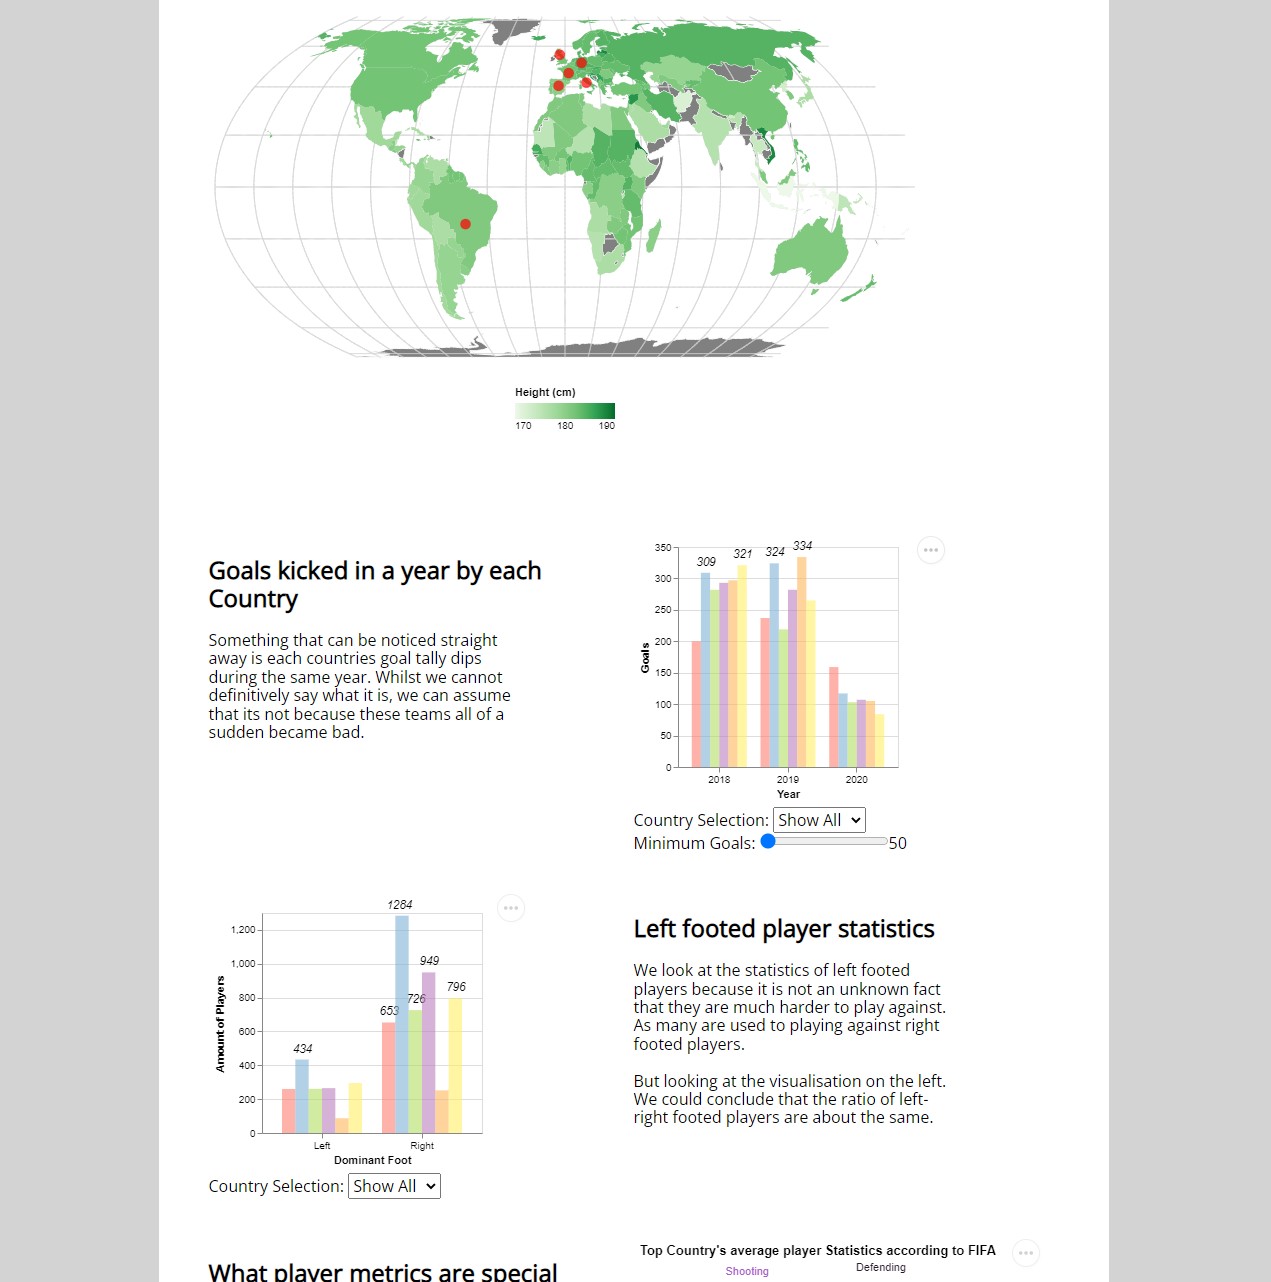 Height (cm)
170 180 190
Goals kicked in a year by each
Country
Something that can be noticed straight
away is each countries goal tally dips
during the same year. Whilst we cannot
definitively say what it is, we can assume
that its not because these teams all of a
sudden became bad.
350
300
250
200
150
100
50
0
Goals
309 321 324 334
2018 2019 2020
Year
Country Selection: Show All
Minimum Goals: 50
1,200
1,000
800
600
400
200
0
Amount of Players
434
653
1284
726
949
796
Left Right
Dominant Foot
Country Selection: Show All
Left footed player statistics
We look at the statistics of left footed
players because it is not an unknown fact
that they are much harder to play against.
As many are used to playing against right
footed players.
But looking at the visualisation on the left.
We could conclude that the ratio of left-
right footed players are about the same.
What player metrics are special
Top Country's average player Statistics according to FIFA
Shooting
Defending